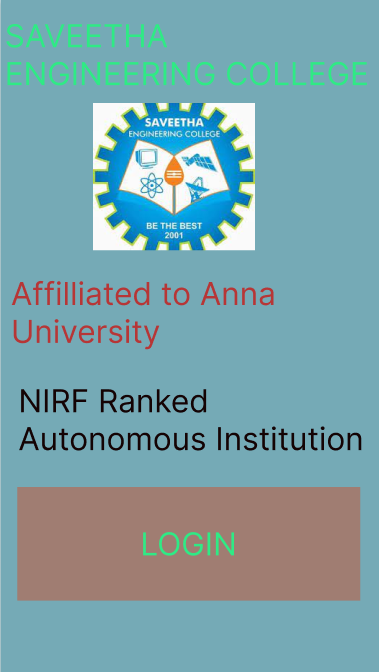 SAVEETHA
ENGINEERING COLLEGE
SAVEETHA
ENGINEERING COLLEGE
BE THE BEST
2001
Affilliated to Anna
University
NIRF Ranked
Autonomous Institution
LOGIN